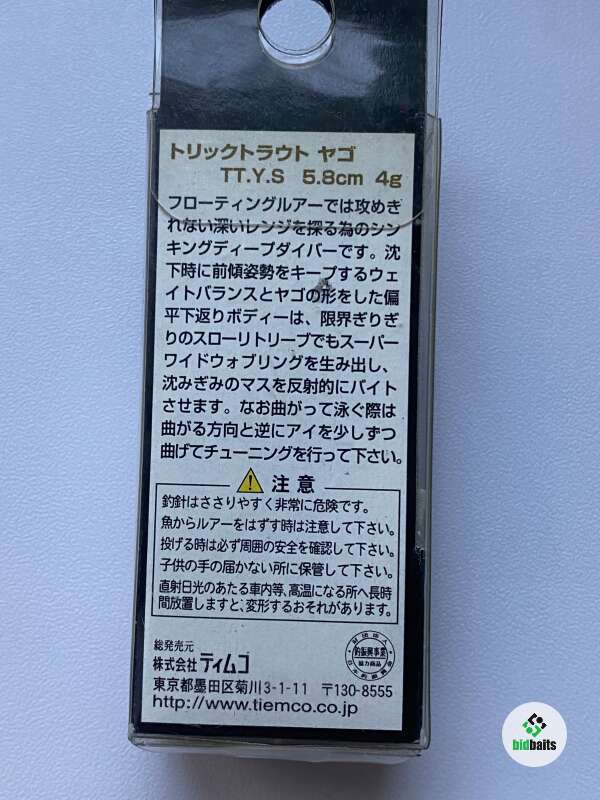 トリックトラウト ヤゴ
TT.Y.S 5.8cm 4g
フローティングルアーでは攻めき
れない深いレンジを探る為のシン
キングディープダイバーです。沈
下時に前傾姿勢をキープするウェ
イトバランスとヤゴの形をした偏
平下返りボディーは、限界ぎりぎ
りのスローリトリーブでもスーパー
ワイドウォブリングを生み出し、
沈みぎみのマスを反射的にバイト
させます。なお曲がって泳ぐ際は
曲がる方向と逆にアイを少しずつ
曲げてチューニングを行って下さい。
注意
釣針はささりやすく非常に危険です。
魚からルアーをはずす時は注意して下さい。
投げる時は必ず周囲の安全を確認して下さい。
子供の手の届かない所に保管して下さい。
直射日光のあたる車内等、高温になる所へ長時
間放置しますと、変形するおそれがあります。
総発売元
株式会社ティムコ
東京都墨田区菊川3-1-11 〒130-8555
http://www.tiemco.co.jp
財団法人
釣振興事業
協力商品
bidbaits